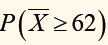 P(X̅ ≥ 62)